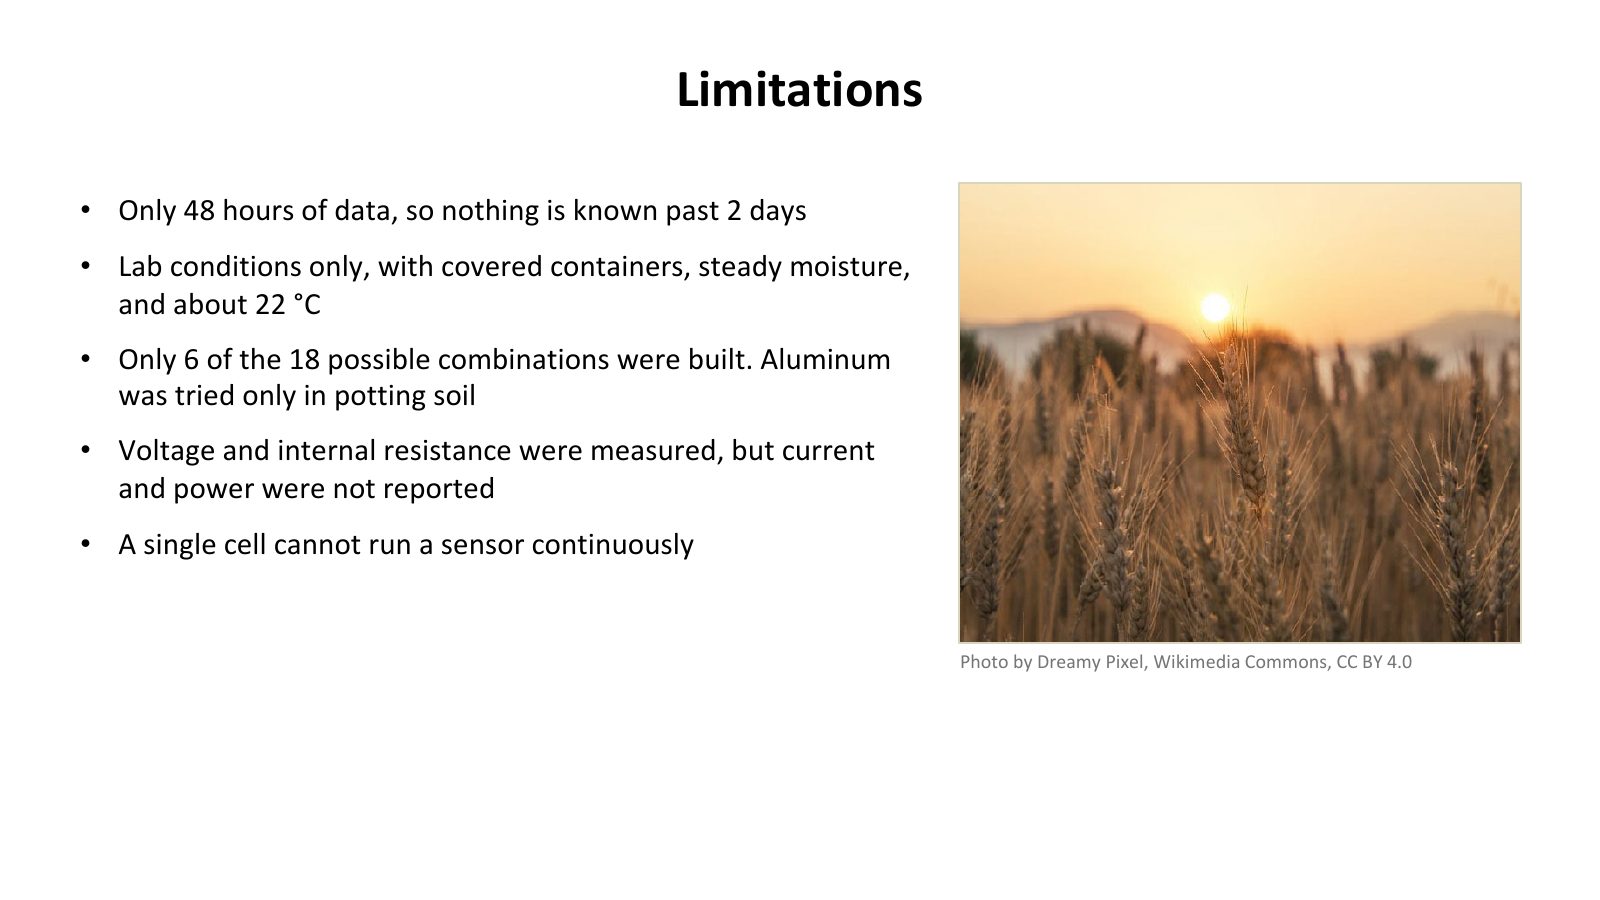 Limitations
• Only 48 hours of data, so nothing is known past 2 days
• Lab conditions only, with covered containers, steady moisture,
and about 22 °C
• Only 6 of the 18 possible combinations were built. Aluminum
was tried only in potting soil
• Voltage and internal resistance were measured, but current
and power were not reported
• A single cell cannot run a sensor continuously
Photo by Dreamy Pixel, Wikimedia Commons, CC BY 4.0